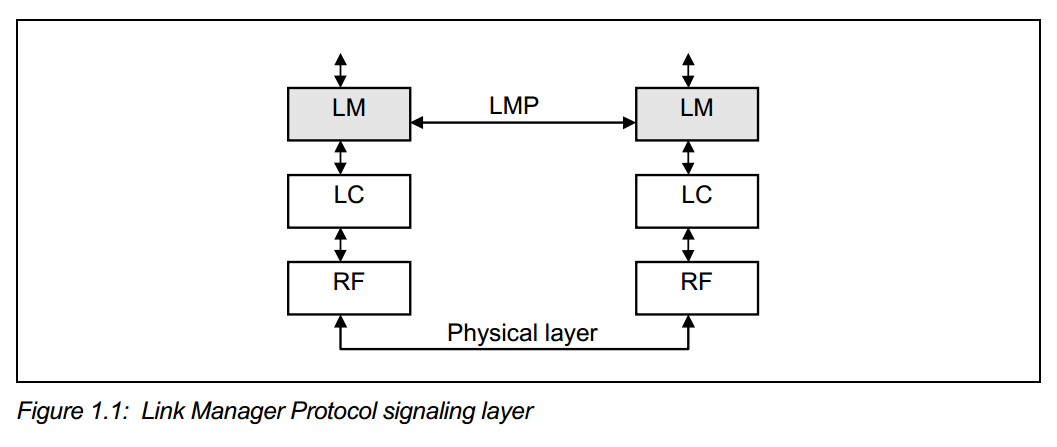 LM
LMP
LM
LC
LC
RF
RF
Physical layer
Figure 1.1: Link Manager Protocol signaling layer